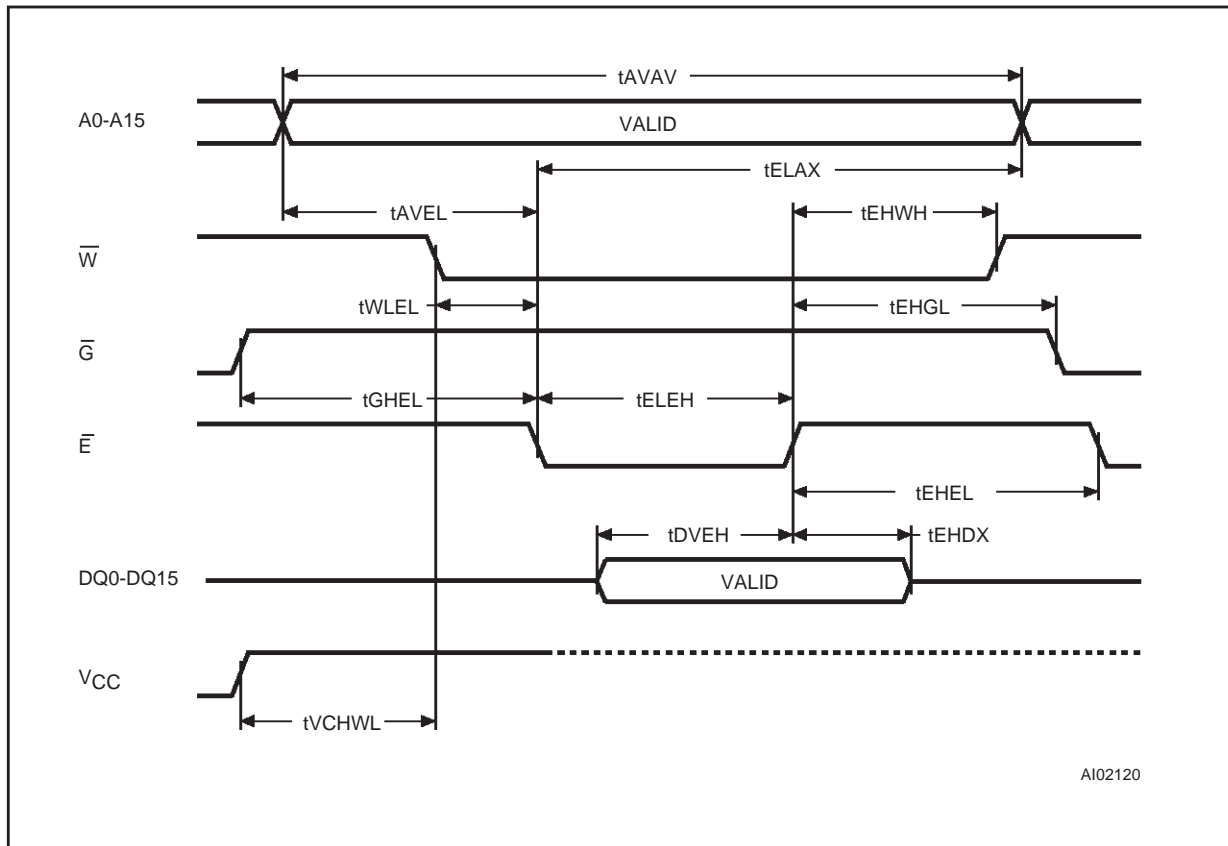 tAVAV
A0-A15
VALID
tELAX
tAVEL
tEHWH
W̅
tWLEL
tEHGL
G̅
tGHEL
tELEH
E̅
tEHEL
tDVEH
tEHDX
DQ0-DQ15
VALID
VCC
tVCHWL
AI02120